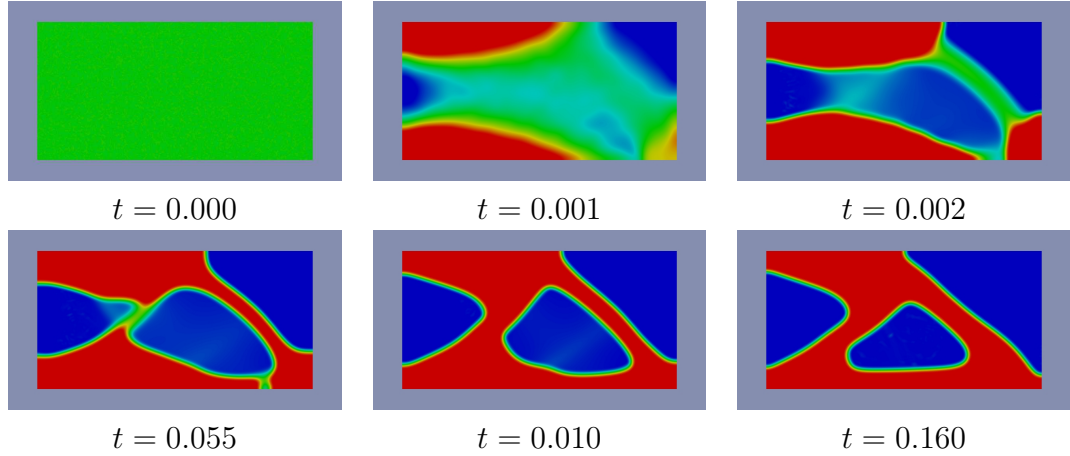 t = 0.000
t = 0.001
t = 0.002
t = 0.055
t = 0.010
t = 0.160